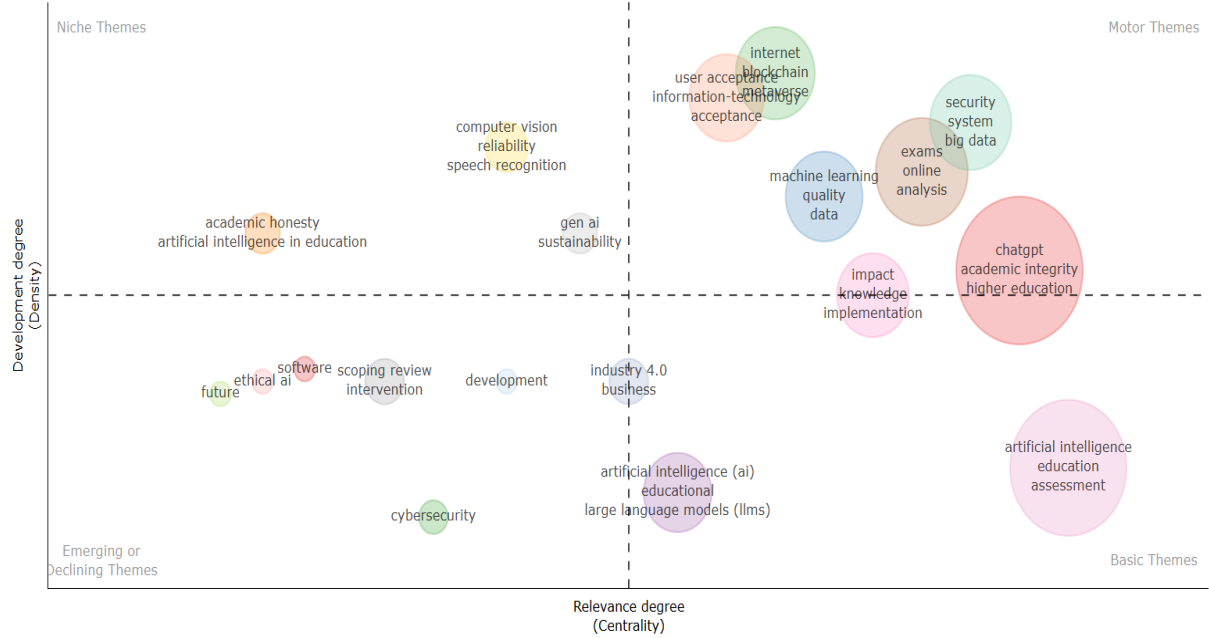 Niche Themes
Motor Themes
internet
blockchain
metaverse
user acceptance
information-technology
acceptance
security
system
big data
computer vision
reliability
speech recognition
exams
online
analysis
machine learning
quality
data
academic honesty
artificial intelligence in education
gen ai
sustainability
chatgpt
academic integrity
higher education
impact
knowledge
implementation
Development degree
(Density)
software
ethical ai
future
scoping review
intervention
development
industry 4.0
business
artificial intelligence
education
assessment
artificial intelligence (ai)
educational
large language models (llms)
cybersecurity
Emerging or
Declining Themes
Basic Themes
Relevance degree
(Centrality)